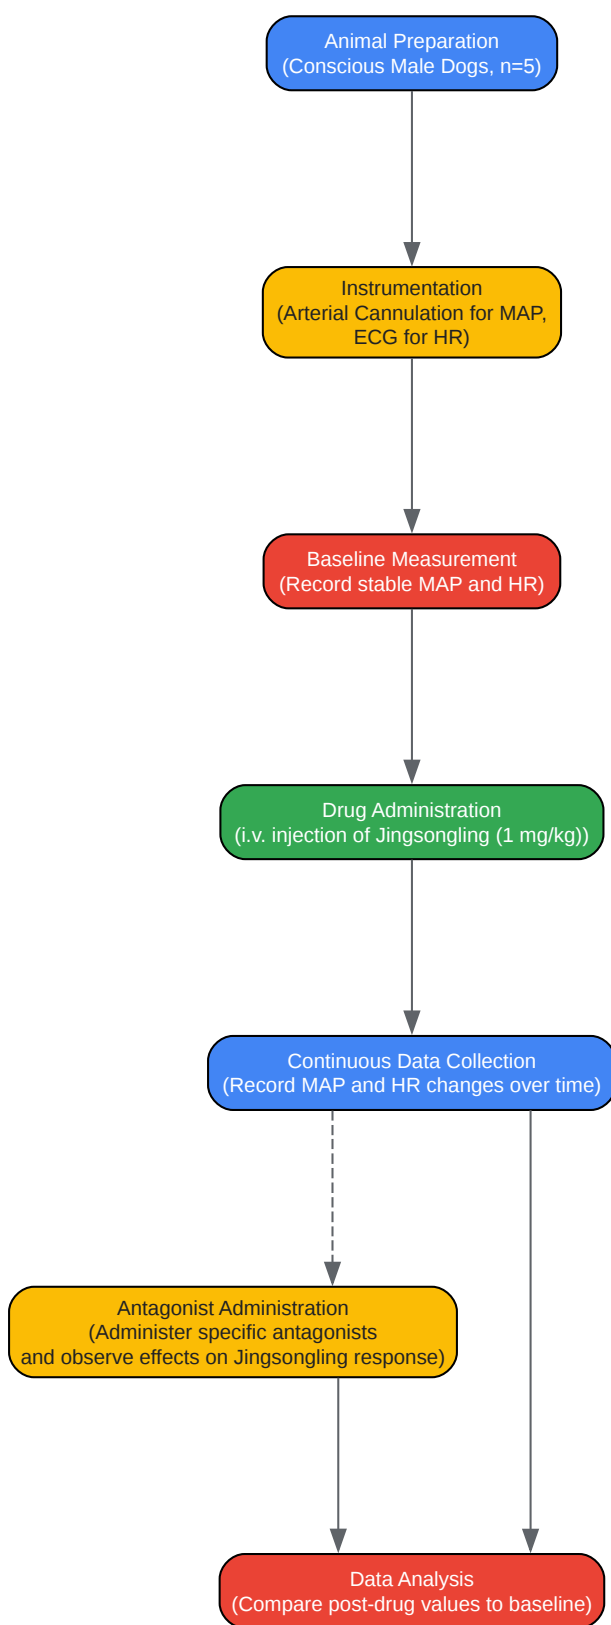 Animal Preparation
(Conscious Male Dogs, n=5)
Instrumentation
(Arterial Cannulation for MAP,
ECG for HR)
Baseline Measurement
(Record stable MAP and HR)
Drug Administration
(i.v. injection of Jingsongling (1 mg/kg))
Continuous Data Collection
(Record MAP and HR changes over time)
Antagonist Administration
(Administer specific antagonists
and observe effects on Jingsongling response)
Data Analysis
(Compare post-drug values to baseline)